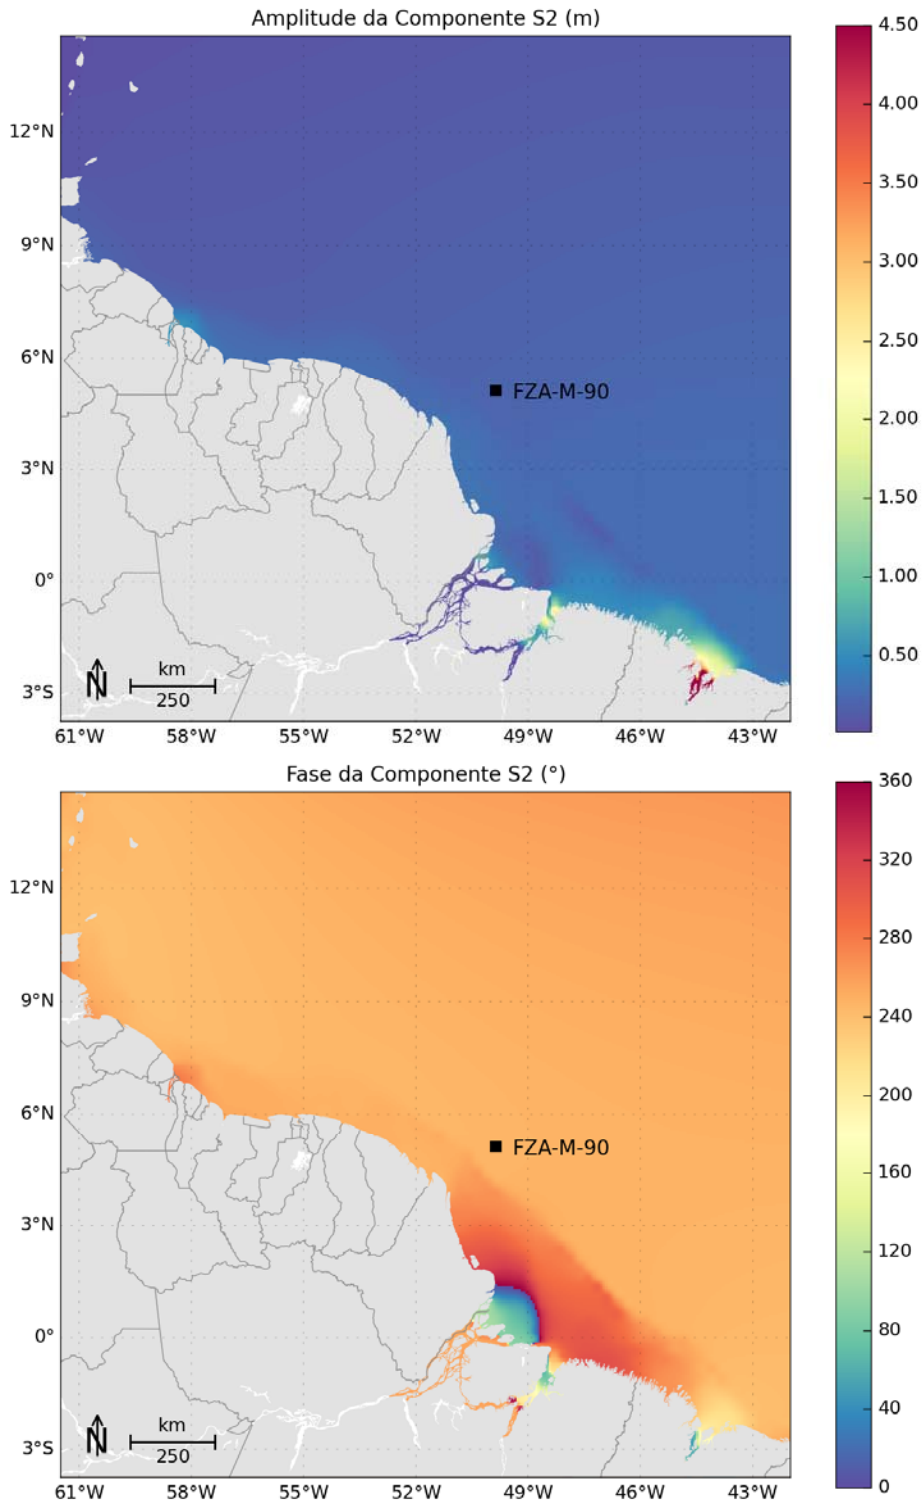 Amplitude da Componente S2 (m)
12°N
9°N
6°N
3°N
0°
3°S
FZA-M-90
N
km
250
61°W 58°W 55°W 52°W 49°W 46°W 43°W
4.50
4.00
3.50
3.00
2.50
2.00
1.50
1.00
0.50
Fase da Componente S2 (°)
12°N
9°N
6°N
3°N
0°
3°S
FZA-M-90
N
km
250
61°W 58°W 55°W 52°W 49°W 46°W 43°W
360
320
280
240
200
160
120
80
40
0